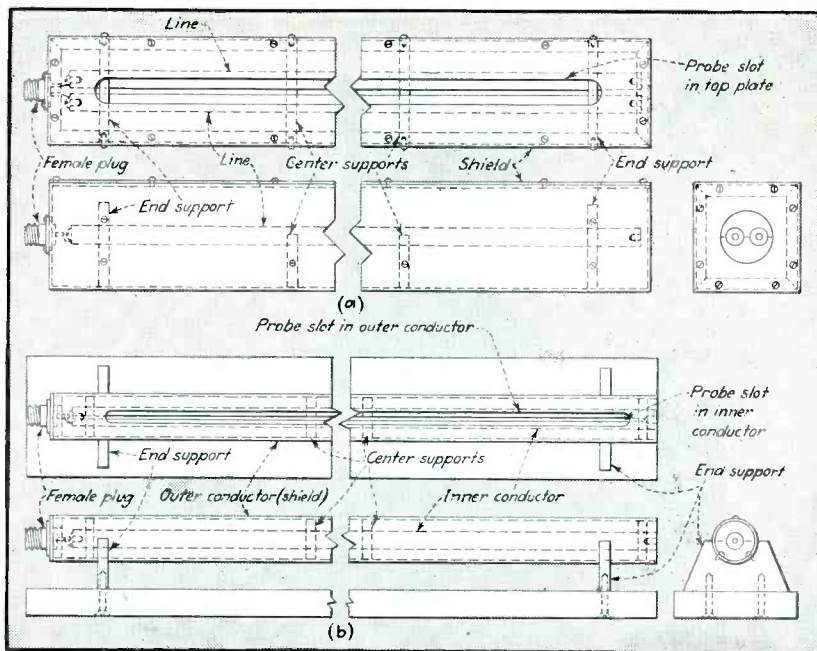 Line
Probe slot
in top plate
Female plug
Line
Center supports
Shield
End support
End support
(a)
Probe slot in outer conductor
Probe slot
in inner
conductor
End support
Center supports
End support
Female plug
Outer conductor (shield)
Inner conductor
(b)